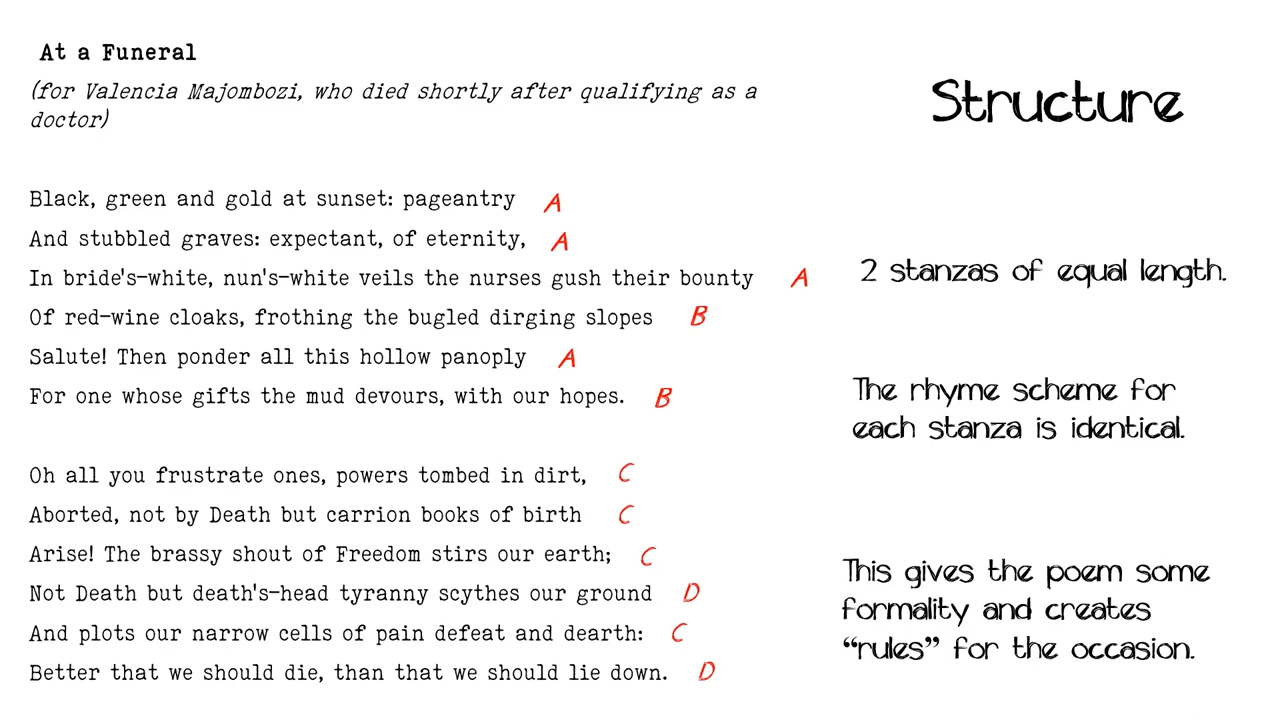 At a Funeral
(for Valencia Majombozi, who died shortly after qualifying as a
doctor)
Black, green and gold at sunset: pageantry A
And stubbled graves: expectant, of eternity, A
In bride's-white, nun's-white veils the nurses gush their bounty A
Of red-wine cloaks, frothing the bugled dirging slopes B
Salute! Then ponder all this hollow panoply A
For one whose gifts the mud devours, with our hopes. B
Oh all you frustrate ones, powers tombed in dirt, C
Aborted, not by Death but carrion books of birth C
Arise! The brassy shout of Freedom stirs our earth; C
Not Death but death's-head tyranny scythes our ground D
And plots our narrow cells of pain defeat and dearth: C
Better that we should die, than that we should lie down. D
Structure
2 stanzas of equal length.
The rhyme scheme for
each stanza is identical.
This gives the poem some
formality and creates
“rules” for the occasion.